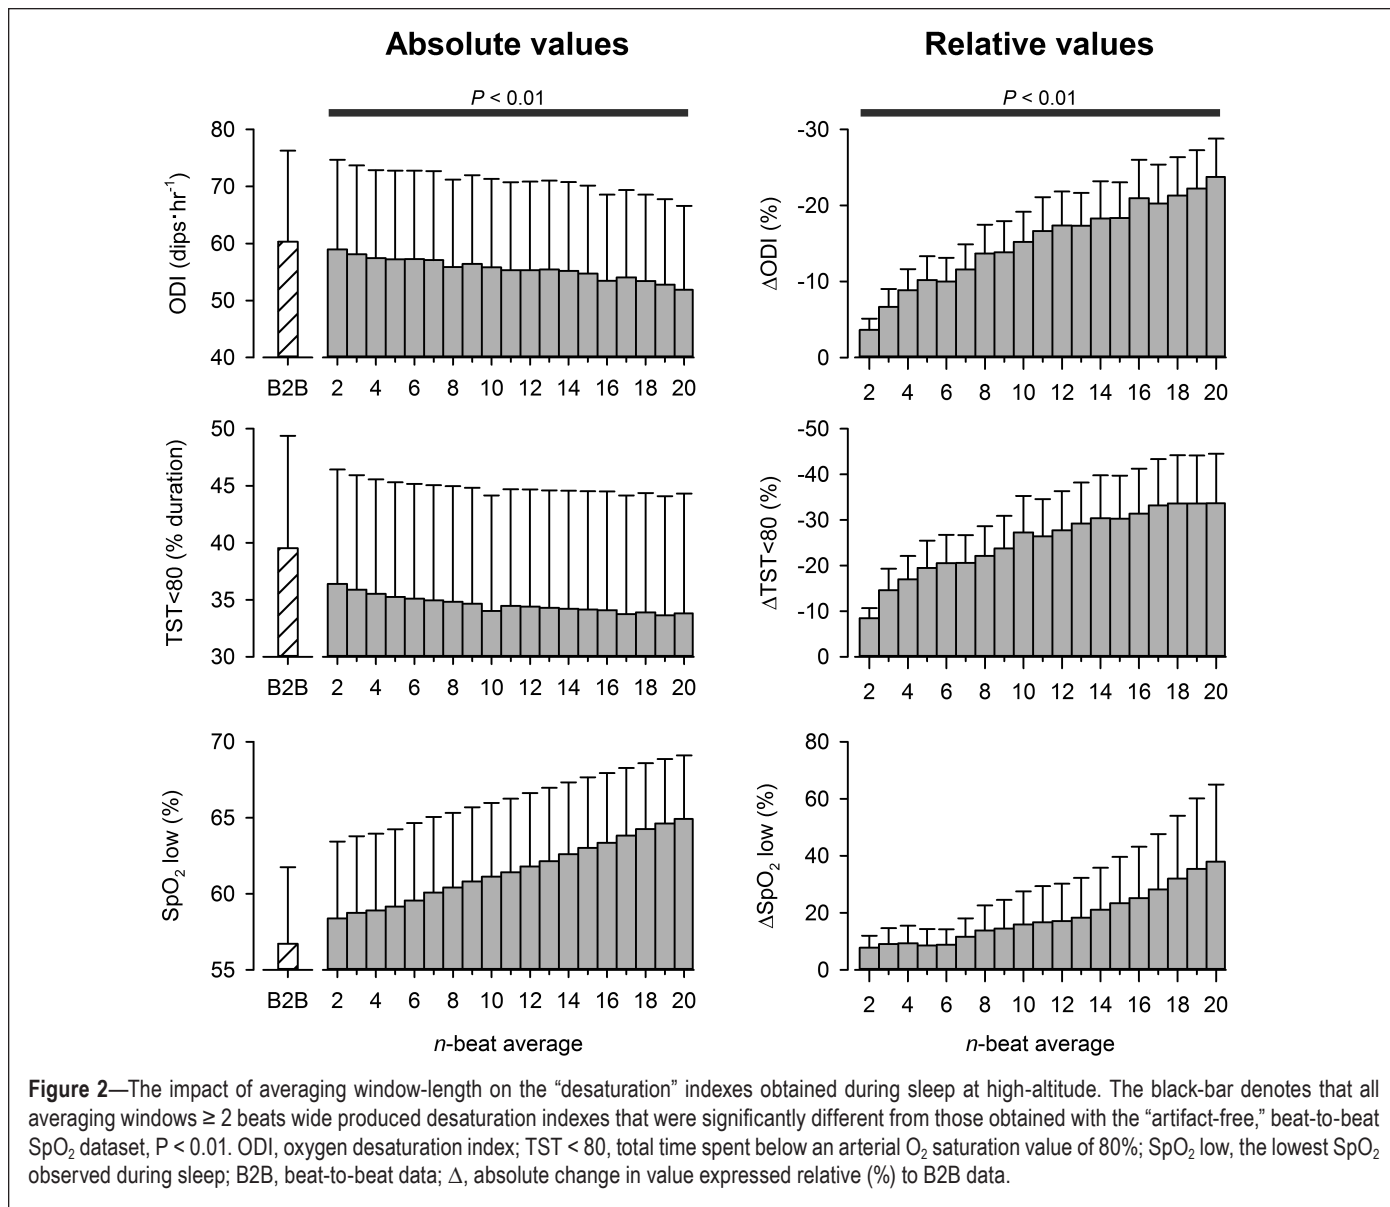 Absolute values
Relative values
P < 0.01
P < 0.01
ODI (dips·hr⁻¹)
80
70
60
50
40
B2B
2 4 6 8 10 12 14 16 18 20
ΔODI (%)
-30
-20
-10
0
2 4 6 8 10 12 14 16 18 20
TST<80 (% duration)
50
45
40
35
30
B2B
2 4 6 8 10 12 14 16 18 20
ΔTST<80 (%)
-50
-40
-30
-20
-10
0
2 4 6 8 10 12 14 16 18 20
SpO₂ low (%)
70
65
60
55
B2B
2 4 6 8 10 12 14 16 18 20
n-beat average
ΔSpO₂ low (%)
80
60
40
20
0
2 4 6 8 10 12 14 16 18 20
n-beat average
Figure 2—The impact of averaging window-length on the “desaturation” indexes obtained during sleep at high-altitude. The black-bar denotes that all
averaging windows ≥ 2 beats wide produced desaturation indexes that were significantly different from those obtained with the “artifact-free,” beat-to-beat
SpO₂ dataset, P < 0.01. ODI, oxygen desaturation index; TST < 80, total time spent below an arterial O₂ saturation value of 80%; SpO₂ low, the lowest SpO₂
observed during sleep; B2B, beat-to-beat data; Δ, absolute change in value expressed relative (%) to B2B data.